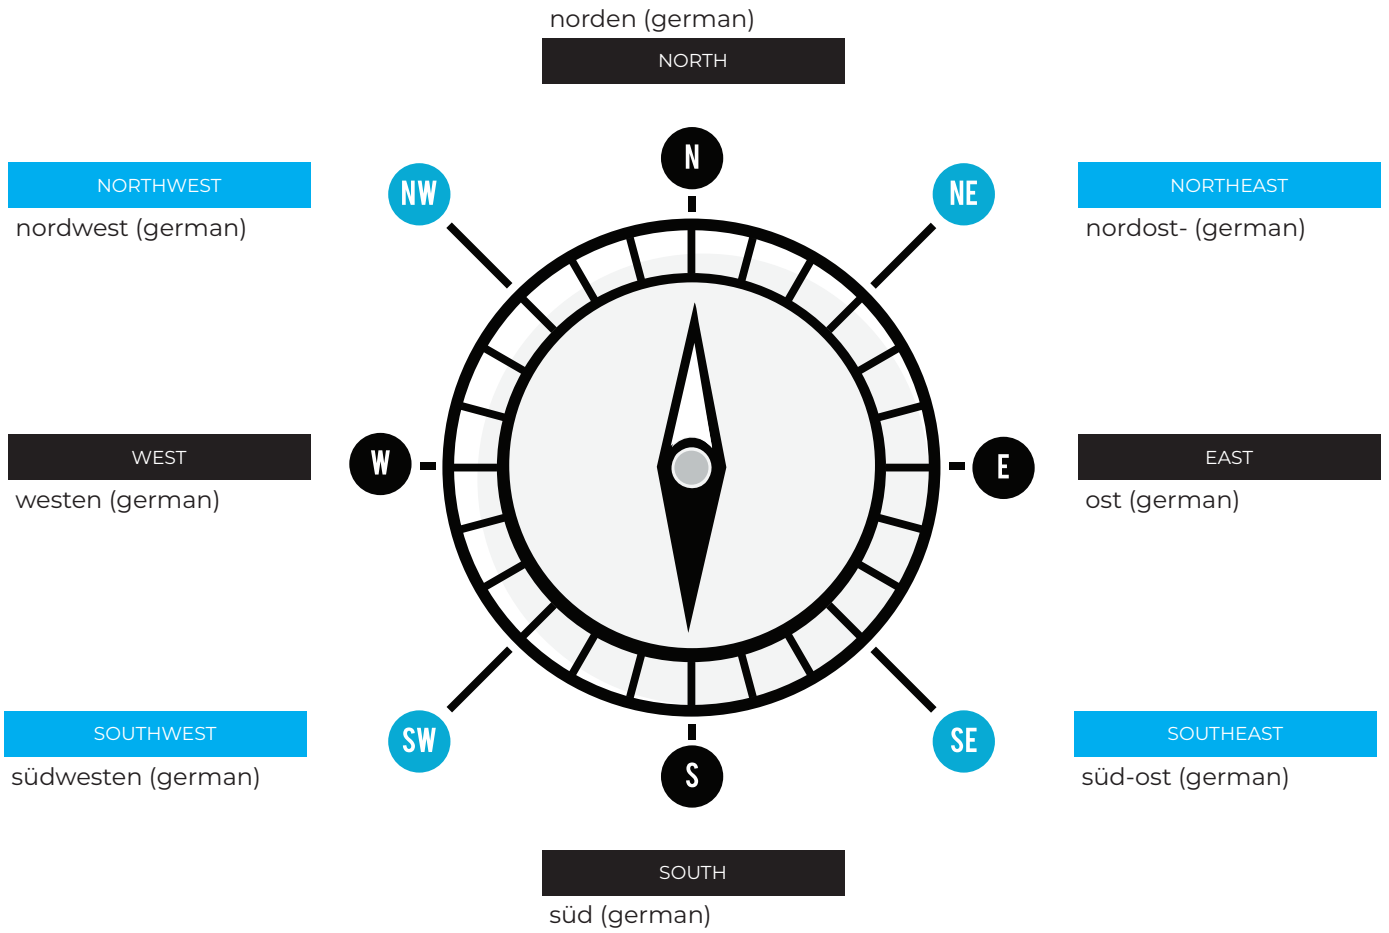 norden (german)
NORTH
N
NORTHWEST
NW
NE
NORTHEAST
nordwest (german)
nordost- (german)
WEST
W
E
EAST
westen (german)
ost (german)
SOUTHWEST
SW
SE
SOUTHEAST
südwesten (german)
S
süd-ost (german)
SOUTH
süd (german)